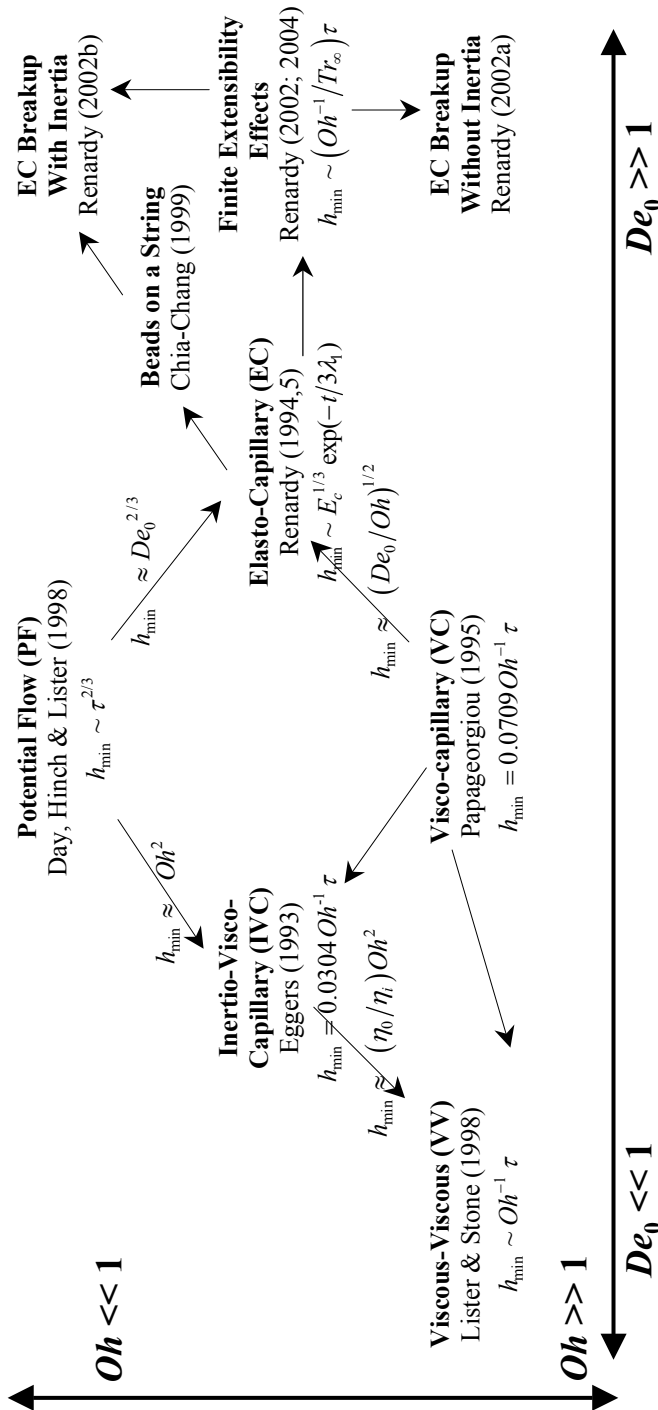 Oh << 1
Potential Flow (PF)
Day, Hinch & Lister (1998)
h_min ~ τ^{2/3}
h_min ≈ Oh^2
h_min ≈ De_0^{2/3}
Inertio-Visco-
Capillary (IVC)
Eggers (1993)
h_min = 0.0304 Oh^{-1} τ
h_min ≈ (η_0/η_i) Oh^2
Viscous-Viscous (VV)
Lister & Stone (1998)
h_min ~ Oh^{-1} τ
Visco-capillary (VC)
Papageorgiou (1995)
h_min = 0.0709 Oh^{-1} τ
h_min ≈ (De_0/Oh)^{1/2}
Elasto-Capillary (EC)
Renardy (1994,5)
h_min ~ E_c^{1/3} exp(−t/3λ_1)
Beads on a String
Chia-Chang (1999)
EC Breakup
With Inertia
Renardy (2002b)
Finite Extensibility
Effects
Renardy (2002; 2004)
h_min ~ (Oh^{-1}/Tr_∞) τ
EC Breakup
Without Inertia
Renardy (2002a)
Oh >> 1
De_0 << 1
De_0 >> 1